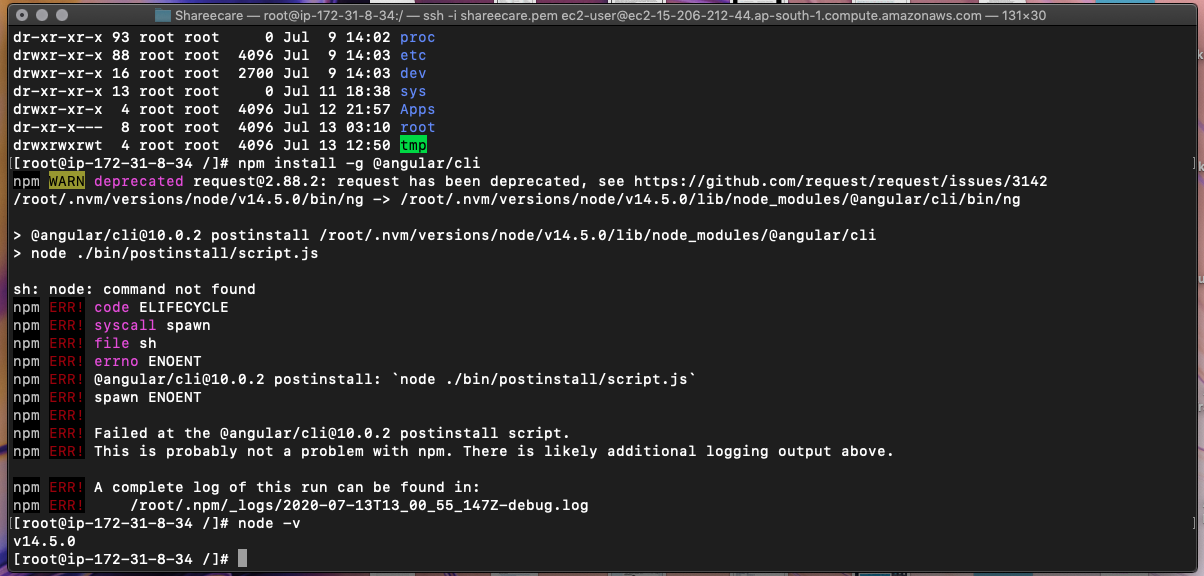 Shareecare — root@ip-172-31-8-34:/ — ssh -i shareecare.pem ec2-user@ec2-15-206-212-44.ap-south-1.compute.amazonaws.com — 131×30
dr-xr-xr-x 93 root root     0 Jul  9 14:02 proc
drwxr-xr-x 88 root root  4096 Jul  9 14:03 etc
drwxr-xr-x 16 root root  2700 Jul  9 14:03 dev
dr-xr-xr-x 13 root root     0 Jul 11 18:38 sys
drwxr-xr-x  4 root root  4096 Jul 12 21:57 Apps
dr-xr-x---  8 root root  4096 Jul 13 03:10 root
drwxrwxrwt  4 root root  4096 Jul 13 12:50 tmp
[[root@ip-172-31-8-34 /]# npm install -g @angular/cli ]
npm WARN deprecated request@2.88.2: request has been deprecated, see https://github.com/request/request/issues/3142
/root/.nvm/versions/node/v14.5.0/bin/ng -> /root/.nvm/versions/node/v14.5.0/lib/node_modules/@angular/cli/bin/ng
> @angular/cli@10.0.2 postinstall /root/.nvm/versions/node/v14.5.0/lib/node_modules/@angular/cli
> node ./bin/postinstall/script.js
sh: node: command not found
npm ERR! code ELIFECYCLE
npm ERR! syscall spawn
npm ERR! file sh
npm ERR! errno ENOENT
npm ERR! @angular/cli@10.0.2 postinstall: `node ./bin/postinstall/script.js`
npm ERR! spawn ENOENT
npm ERR!
npm ERR! Failed at the @angular/cli@10.0.2 postinstall script.
npm ERR! This is probably not a problem with npm. There is likely additional logging output above.
npm ERR! A complete log of this run can be found in:
npm ERR!     /root/.npm/_logs/2020-07-13T13_00_55_147Z-debug.log
[[root@ip-172-31-8-34 /]# node -v ]
v14.5.0
[root@ip-172-31-8-34 /]#